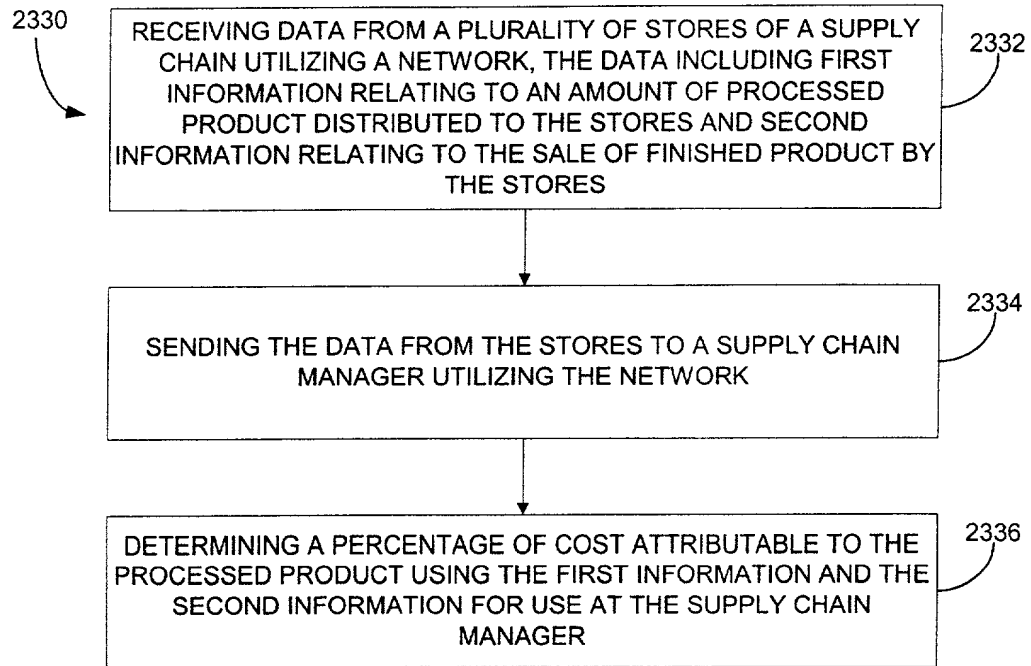 2330
RECEIVING DATA FROM A PLURALITY OF STORES OF A SUPPLY
CHAIN UTILIZING A NETWORK, THE DATA INCLUDING FIRST
INFORMATION RELATING TO AN AMOUNT OF PROCESSED
PRODUCT DISTRIBUTED TO THE STORES AND SECOND
INFORMATION RELATING TO THE SALE OF FINISHED PRODUCT BY
THE STORES
2332
SENDING THE DATA FROM THE STORES TO A SUPPLY CHAIN
MANAGER UTILIZING THE NETWORK
2334
DETERMINING A PERCENTAGE OF COST ATTRIBUTABLE TO THE
PROCESSED PRODUCT USING THE FIRST INFORMATION AND THE
SECOND INFORMATION FOR USE AT THE SUPPLY CHAIN
MANAGER
2336